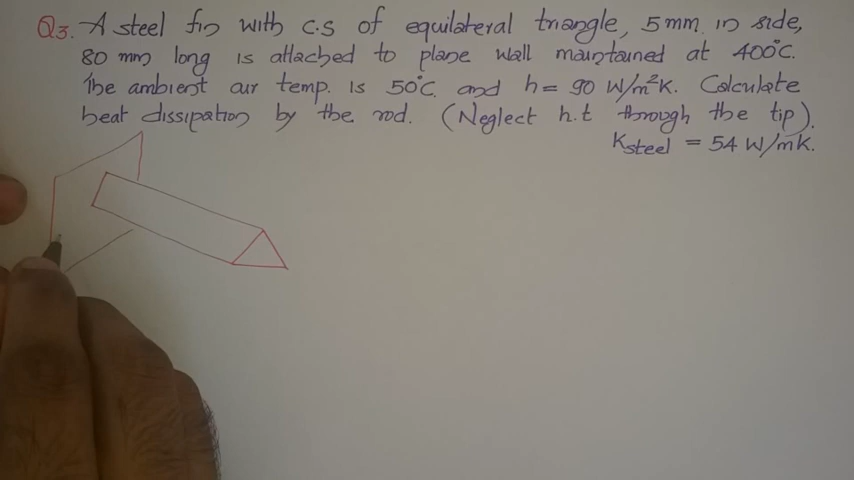 Q3. A steel fin with c.s of equilateral triangle, 5mm in side,
80 mm long is attached to plane wall maintained at 400°C.
The ambient air temp. is 50°C and h = 90 W/m²K. Calculate
heat dissipation by the rod. (Neglect h.t through the tip).
Ksteel = 54 W/mK.